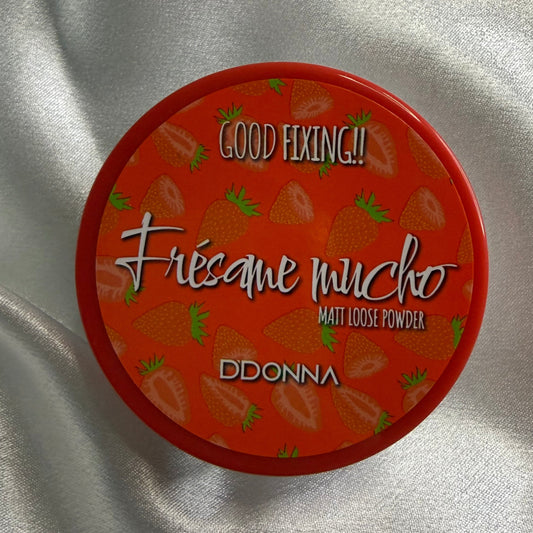 GOOD FIXING!!
Frésame mucho
MATT LOOSE POWDER
DDONNA